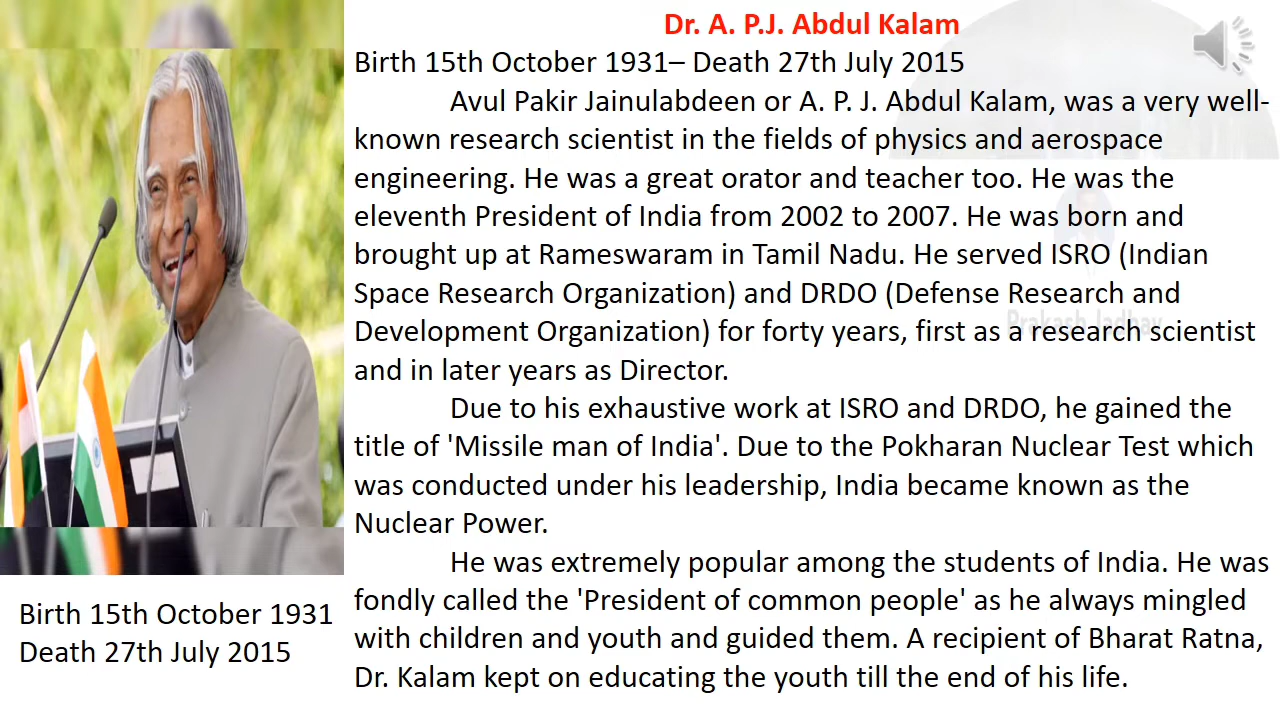 Dr. A. P.J. Abdul Kalam
Birth 15th October 1931– Death 27th July 2015
Avul Pakir Jainulabdeen or A. P. J. Abdul Kalam, was a very well-
known research scientist in the fields of physics and aerospace
engineering. He was a great orator and teacher too. He was the
eleventh President of India from 2002 to 2007. He was born and
brought up at Rameswaram in Tamil Nadu. He served ISRO (Indian
Space Research Organization) and DRDO (Defense Research and
Development Organization) for forty years, first as a research scientist
and in later years as Director.
Due to his exhaustive work at ISRO and DRDO, he gained the
title of 'Missile man of India'. Due to the Pokharan Nuclear Test which
was conducted under his leadership, India became known as the
Nuclear Power.
He was extremely popular among the students of India. He was
fondly called the 'President of common people' as he always mingled
with children and youth and guided them. A recipient of Bharat Ratna,
Dr. Kalam kept on educating the youth till the end of his life.
Prakash Jadhav
Birth 15th October 1931
Death 27th July 2015